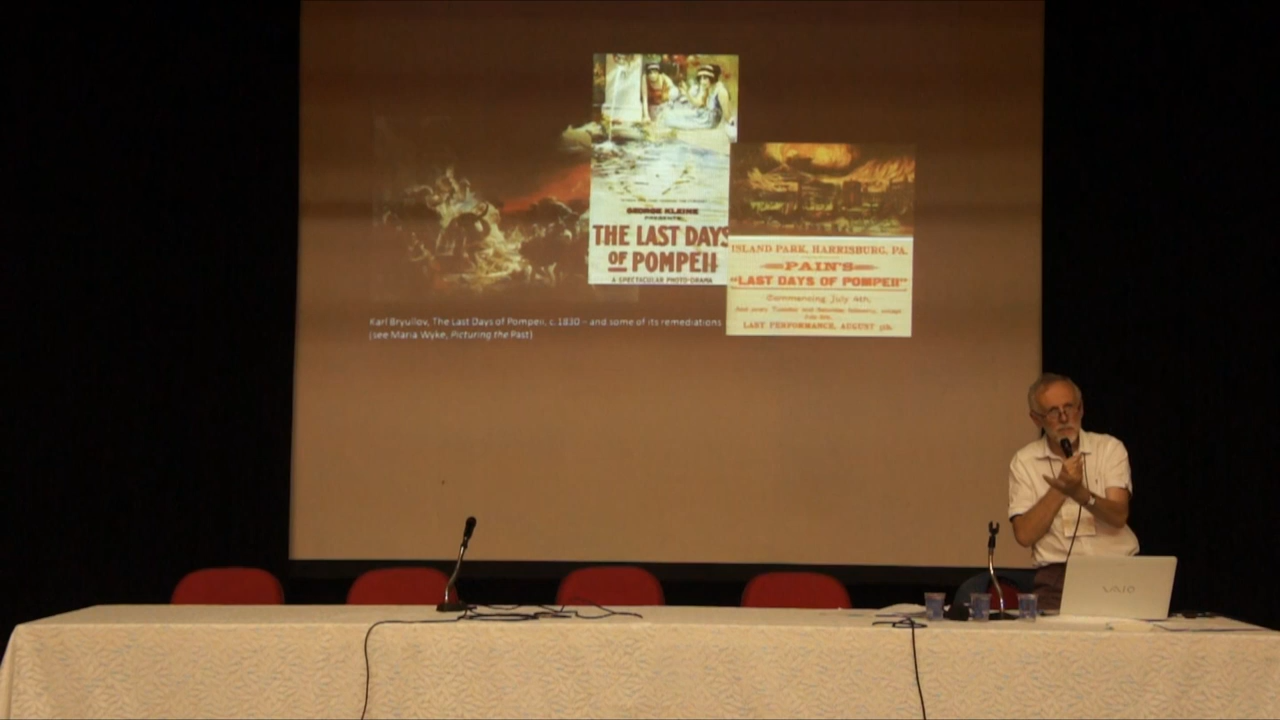 GEORGE KLEINE
PRESENTS
THE LAST DAYS
OF POMPEII
A SPECTACULAR PHOTO-DRAMA
ISLAND PARK, HARRISBURG, PA.
PAIN'S
"LAST DAYS OF POMPEII"
Commencing July 4th,
LAST PERFORMANCE, AUGUST
Karl Bryullov, The Last Days of Pompeii, c. 1830 – and some of its remediations
(see Maria Wyke, Picturing the Past)
VAIO